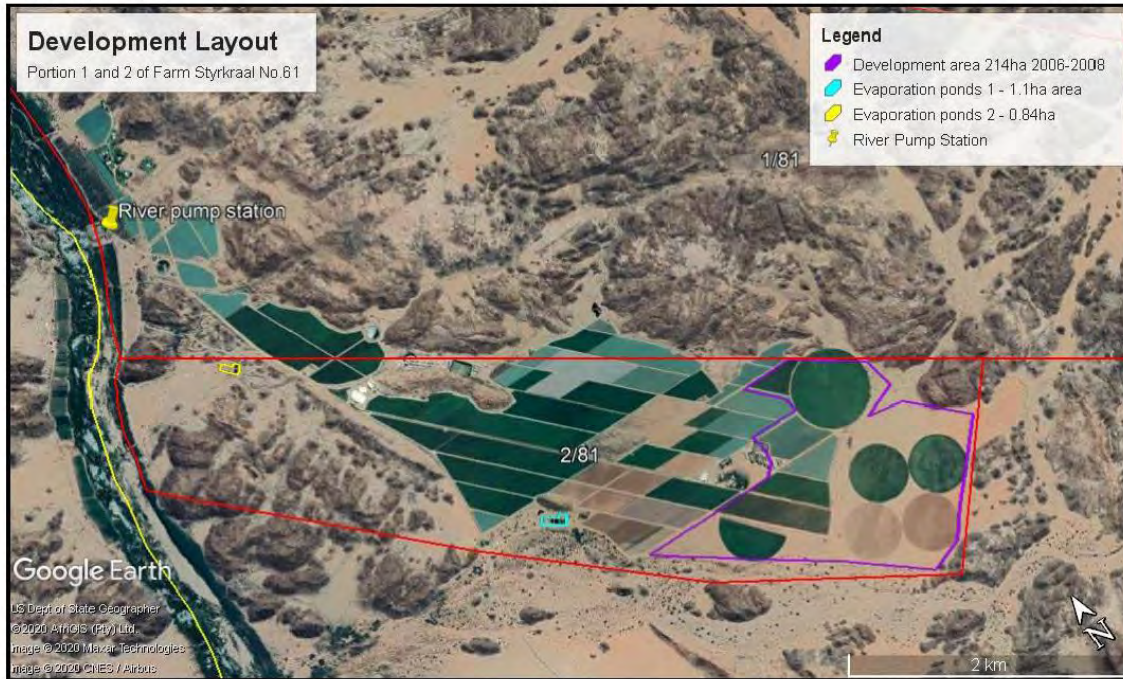 Development Layout
Portion 1 and 2 of Farm Styrkraal No.61
Legend
Development area 214ha 2006-2008
Evaporation ponds 1 - 1.1ha area
Evaporation ponds 2 - 0.84ha
River Pump Station
1/81
River pump station
2/81
Google Earth
US Dept of State Geographer
©2020 AfriGIS (Pty) Ltd.
Image © 2020 Maxar Technologies
Image © 2020 CNES / Airbus
N
2 km